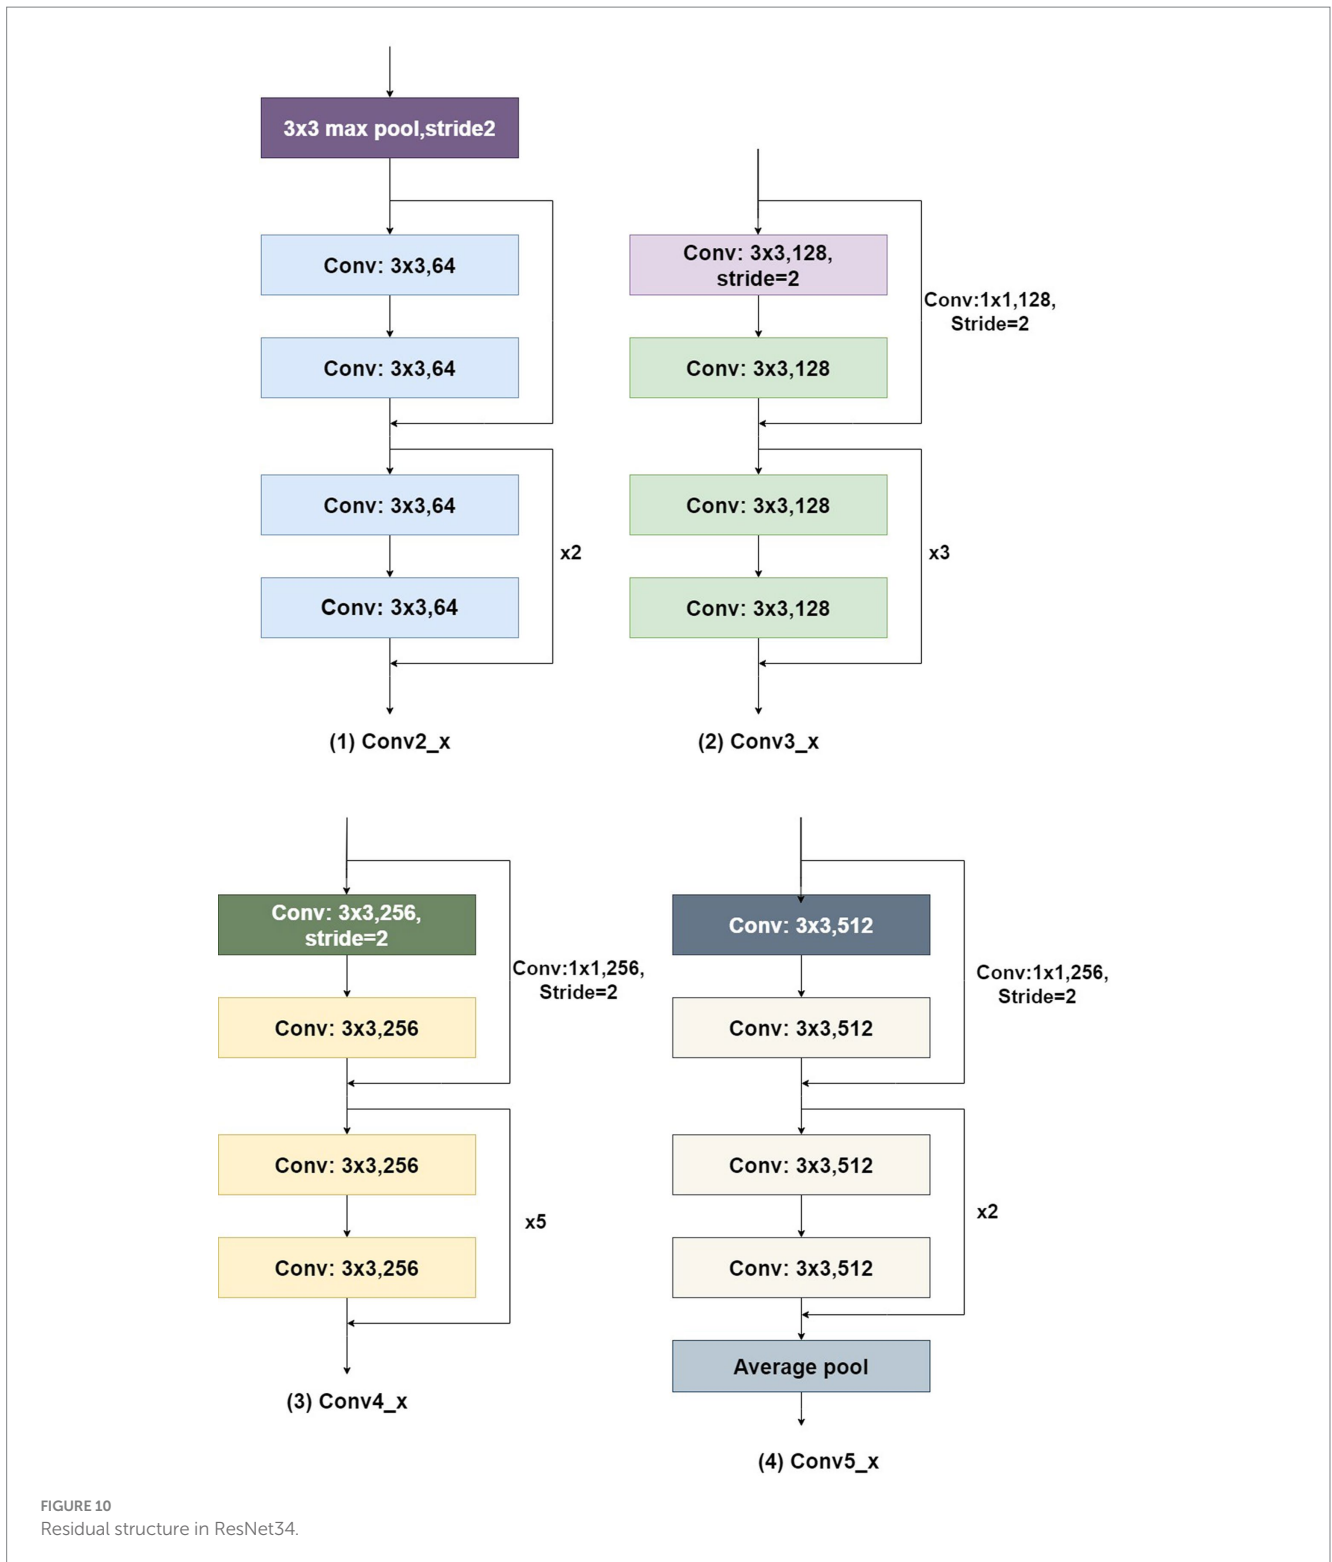 3x3 max pool,stride2
Conv: 3x3,64
Conv: 3x3,64
Conv: 3x3,64
Conv: 3x3,64
x2
(1) Conv2_x
Conv: 3x3,128,
stride=2
Conv:1x1,128,
Stride=2
Conv: 3x3,128
Conv: 3x3,128
x3
Conv: 3x3,128
(2) Conv3_x
Conv: 3x3,256,
stride=2
Conv:1x1,256,
Stride=2
Conv: 3x3,256
Conv: 3x3,256
x5
Conv: 3x3,256
(3) Conv4_x
Conv: 3x3,512
Conv:1x1,256,
Stride=2
Conv: 3x3,512
Conv: 3x3,512
x2
Conv: 3x3,512
Average pool
(4) Conv5_x
FIGURE 10
Residual structure in ResNet34.